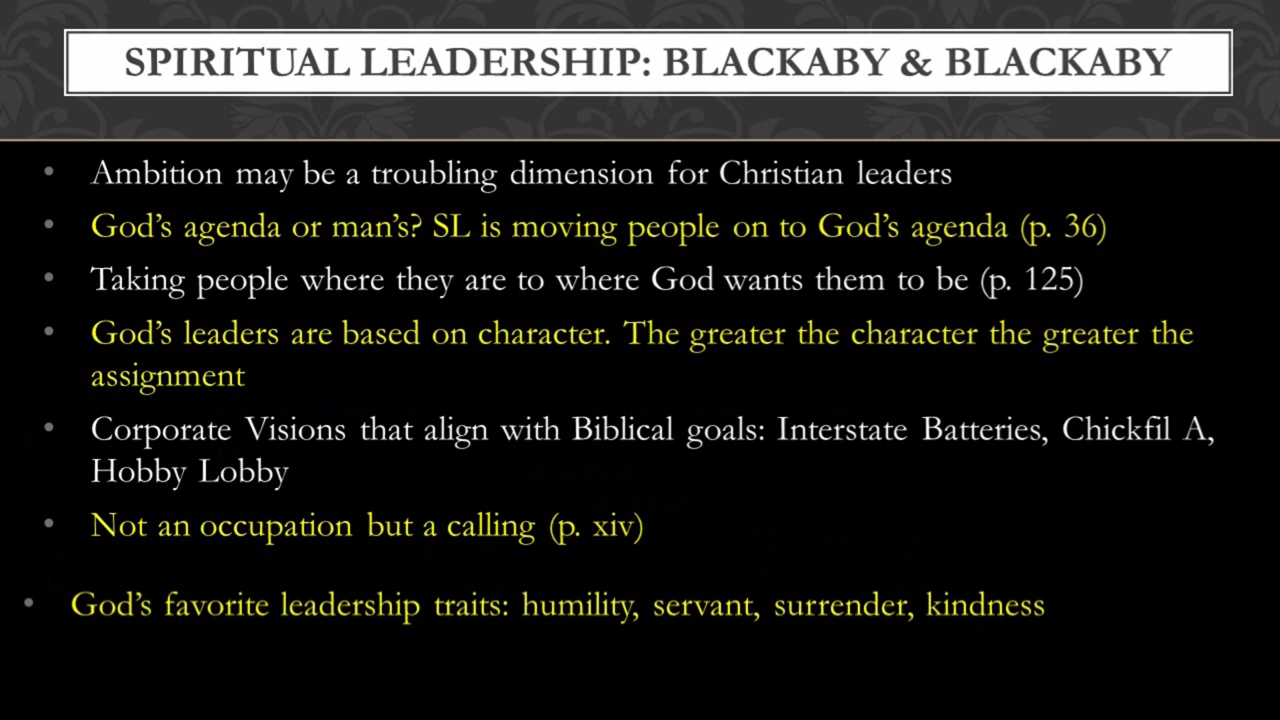 SPIRITUAL LEADERSHIP: BLACKABY & BLACKABY
• Ambition may be a troubling dimension for Christian leaders
• God's agenda or man's? SL is moving people on to God's agenda (p. 36)
• Taking people where they are to where God wants them to be (p. 125)
• God's leaders are based on character. The greater the character the greater the
assignment
• Corporate Visions that align with Biblical goals: Interstate Batteries, Chickfil A,
Hobby Lobby
• Not an occupation but a calling (p. xiv)
• God's favorite leadership traits: humility, servant, surrender, kindness